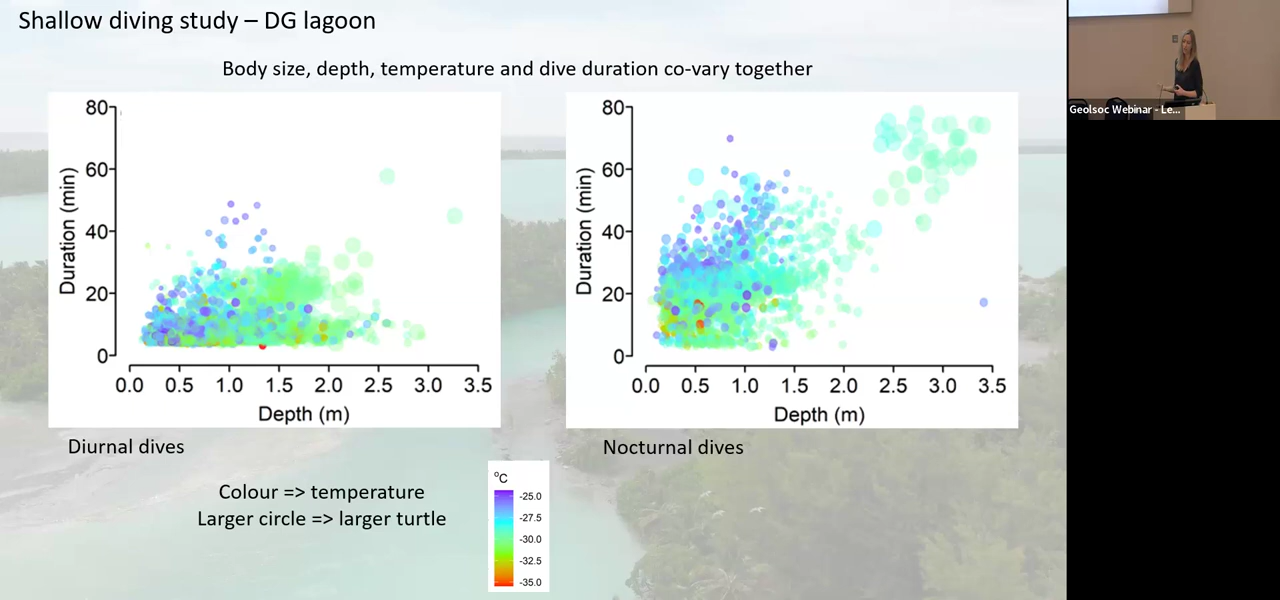 Shallow diving study – DG lagoon
Body size, depth, temperature and dive duration co-vary together
80
60
40
20
0
Duration (min)
0.0 0.5 1.0 1.5 2.0 2.5 3.0 3.5
Depth (m)
80
60
40
20
0
Duration (min)
0.0 0.5 1.0 1.5 2.0 2.5 3.0 3.5
Depth (m)
Diurnal dives
Nocturnal dives
Colour => temperature
Larger circle => larger turtle
°C
-25.0
-27.5
-30.0
-32.5
-35.0
Geolsoc Webinar - Le...